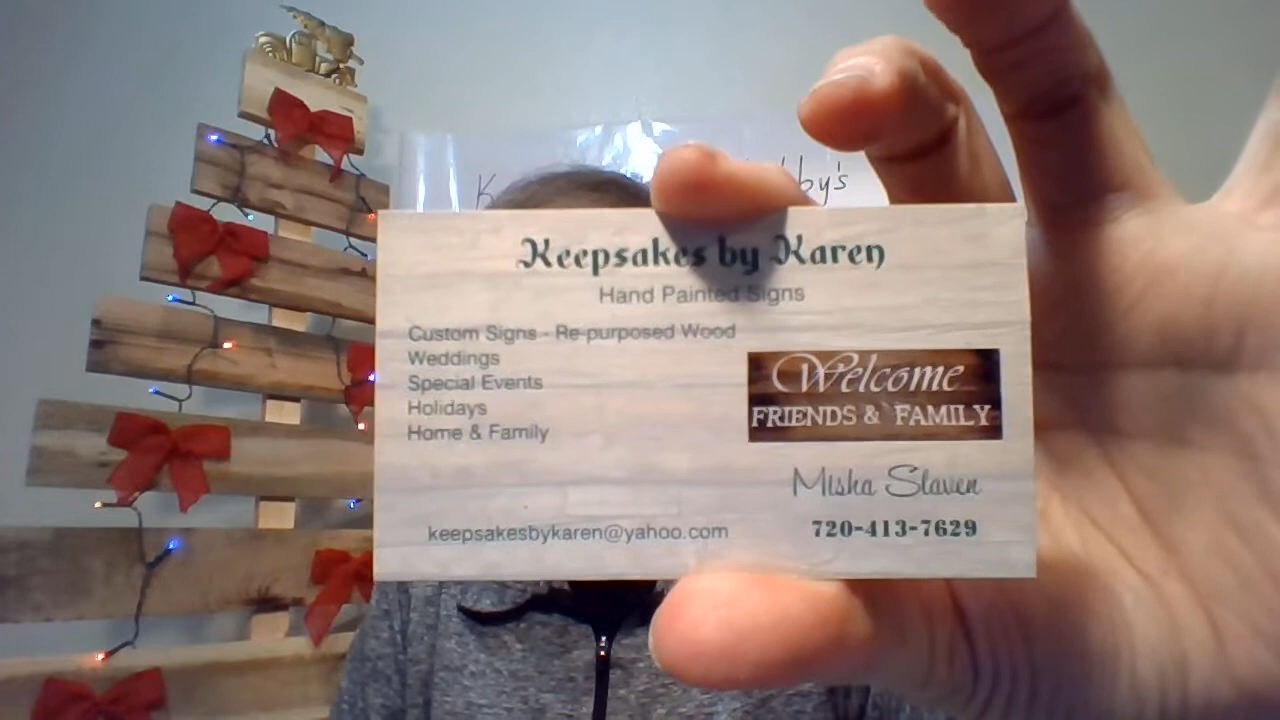 by's
Keepsakes by Karen
Hand Painted Signs
Custom Signs - Re-purposed Wood
Weddings
Special Events
Holidays
Home & Family
Welcome
FRIENDS & FAMILY
Misha Slaven
keepsakesbykaren@yahoo.com
720-413-7629